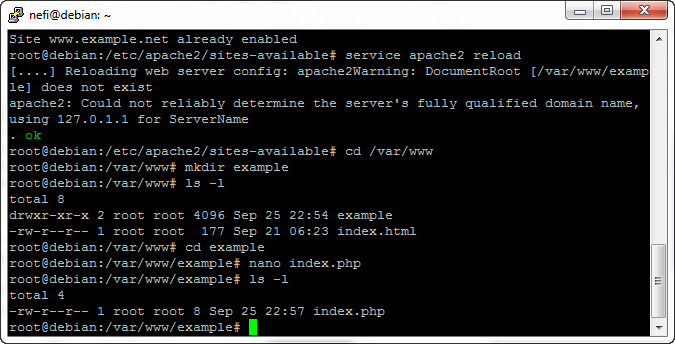 nefi@debian: ~
Site www.example.net already enabled
root@debian:/etc/apache2/sites-available# service apache2 reload
[....] Reloading web server config: apache2Warning: DocumentRoot [/var/www/examp
le] does not exist
apache2: Could not reliably determine the server's fully qualified domain name,
using 127.0.1.1 for ServerName
. ok
root@debian:/etc/apache2/sites-available# cd /var/www
root@debian:/var/www# mkdir example
root@debian:/var/www# ls -l
total 8
drwxr-xr-x 2 root root 4096 Sep 25 22:54 example
-rw-r--r-- 1 root root  177 Sep 21 06:23 index.html
root@debian:/var/www# cd example
root@debian:/var/www/example# nano index.php
root@debian:/var/www/example# ls -l
total 4
-rw-r--r-- 1 root root 8 Sep 25 22:57 index.php
root@debian:/var/www/example#